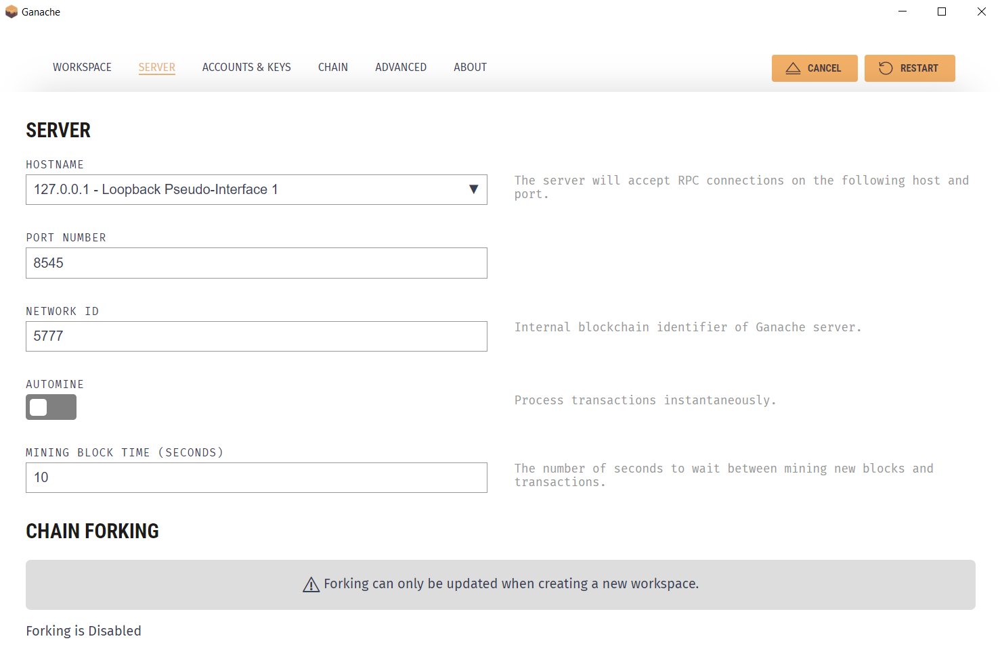 Ganache
WORKSPACE SERVER ACCOUNTS & KEYS CHAIN ADVANCED ABOUT CANCEL RESTART
SERVER
HOSTNAME
127.0.0.1 - Loopback Pseudo-Interface 1
The server will accept RPC connections on the following host and
port.
PORT NUMBER
8545
NETWORK ID
5777
Internal blockchain identifier of Ganache server.
AUTOMINE
Process transactions instantaneously.
MINING BLOCK TIME (SECONDS)
10
The number of seconds to wait between mining new blocks and
transactions.
CHAIN FORKING
Forking can only be updated when creating a new workspace.
Forking is Disabled